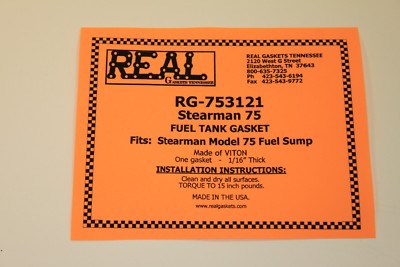 REAL
GASKETS TENNESSEE
REAL GASKETS TENNESSEE
2120 West G Street
Elizabethton, TN 37643
800-635-7325
Ph 423-543-6194
Fax 423-543-9772
RG-753121
Stearman 75
FUEL TANK GASKET
Fits: Stearman Model 75 Fuel Sump
Made of VITON
One gasket - 1/16" Thick
INSTALLATION INSTRUCTIONS:
Clean and dry all surfaces.
TORQUE TO 15 inch pounds.
MADE IN THE USA.
www.realgaskets.com